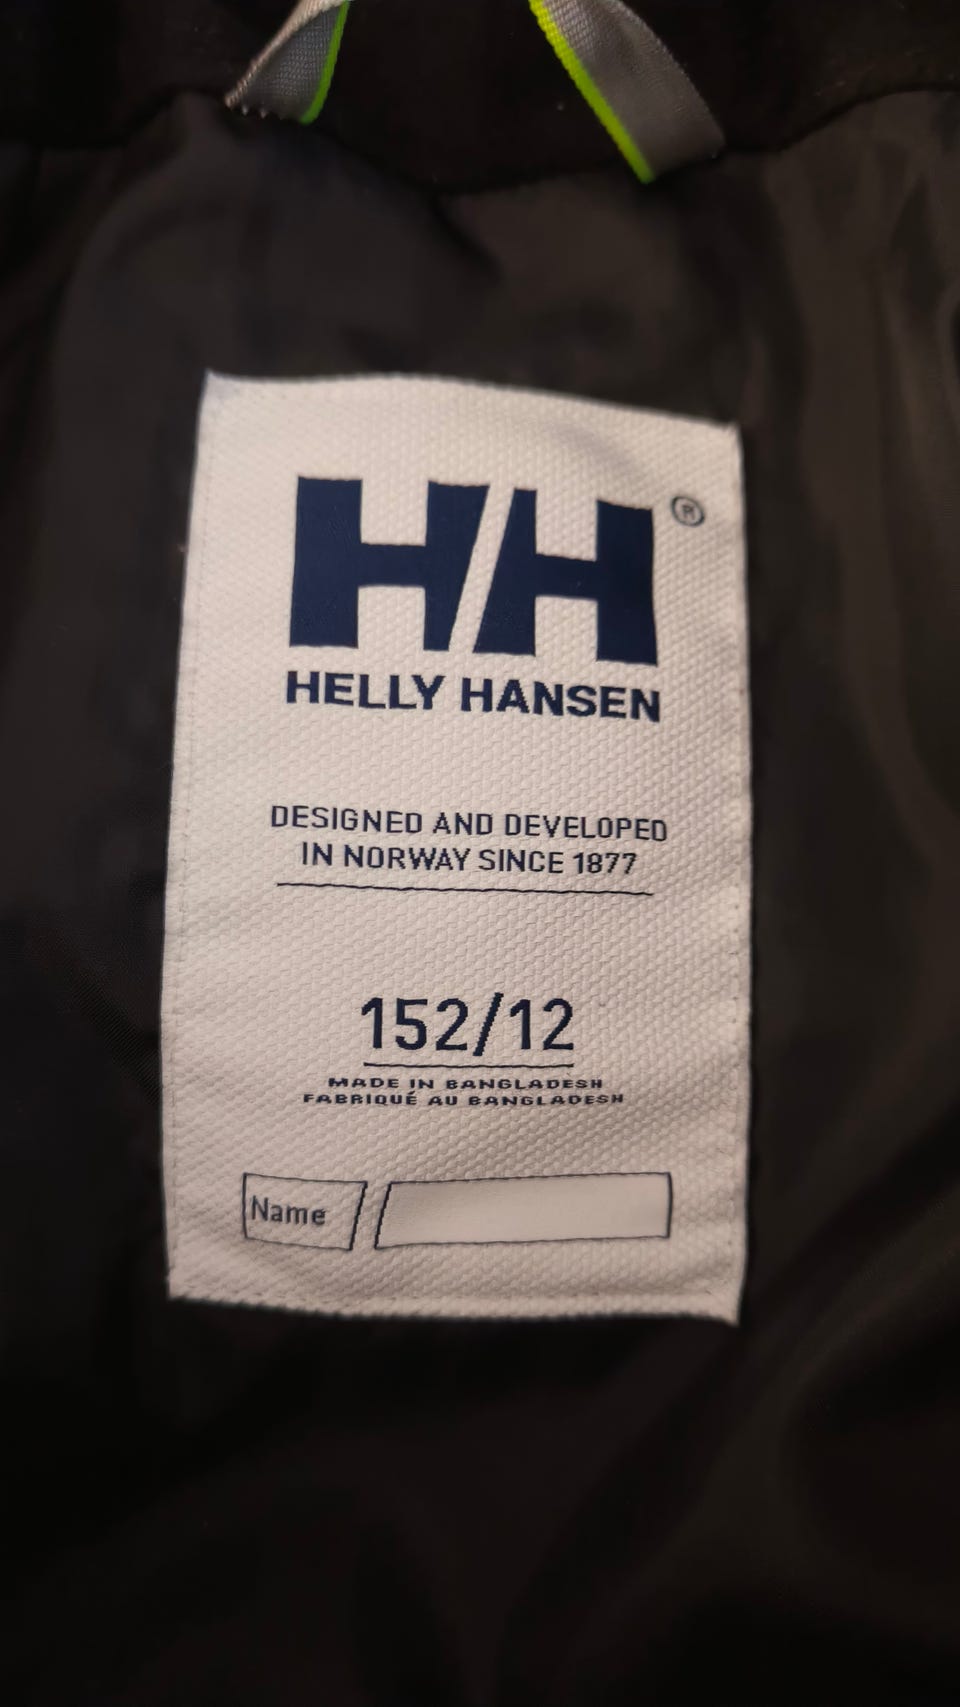 HH®
HELLY HANSEN
DESIGNED AND DEVELOPED
IN NORWAY SINCE 1877
152/12
MADE IN BANGLADESH
FABRIQUÉ AU BANGLADESH
Name